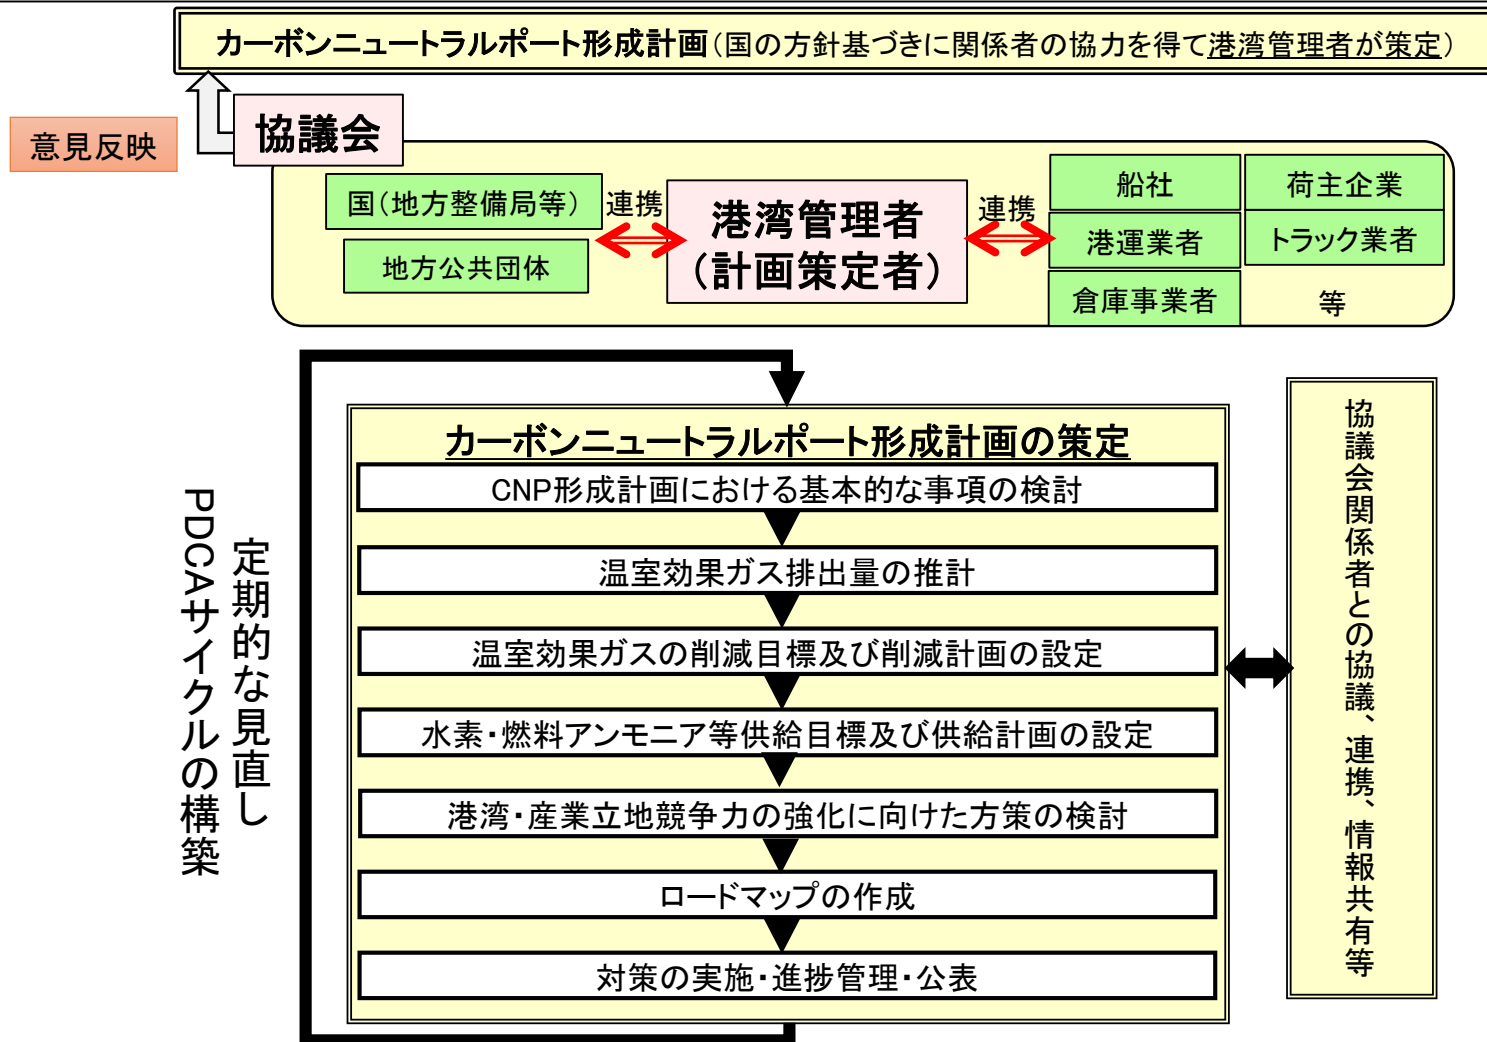 カーボンニュートラルポート形成計画（国の方針基づきに関係者の協力を得て港湾管理者が策定）
意見反映
協議会
国（地方整備局等）
地方公共団体
連携
港湾管理者
（計画策定者）
連携
船社
荷主企業
港運業者
トラック業者
倉庫事業者
等
カーボンニュートラルポート形成計画の策定
CNP形成計画における基本的な事項の検討
温室効果ガス排出量の推計
温室効果ガスの削減目標及び削減計画の設定
水素・燃料アンモニア等供給目標及び供給計画の設定
港湾・産業立地競争力の強化に向けた方策の検討
ロードマップの作成
対策の実施・進捗管理・公表
定期的な見直し
PDCAサイクルの構築
協議会関係者との協議、連携、情報共有等